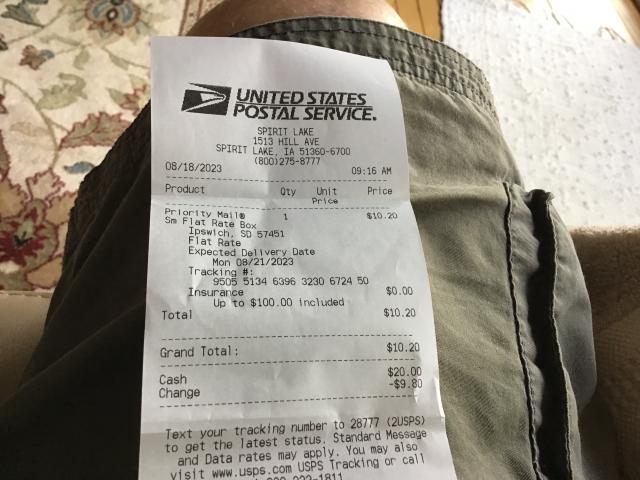 UNITED STATES
POSTAL SERVICE®
SPIRIT LAKE
1513 HILL AVE
SPIRIT LAKE, IA 51360-6700
(800)275-8777
08/18/2023 09:16 AM
Product Qty Unit Price
Price
Priority Mail® 1 $10.20
Sm Flat Rate Box
Ipswich, SD 57451
Flat Rate
Expected Delivery Date
Mon 08/21/2023
Tracking #:
9505 5134 6396 3230 6724 50
Insurance $0.00
Up to $100.00 included
Total $10.20
Grand Total: $10.20
Cash $20.00
Change -$9.80
Text your tracking number to 28777 (2USPS)
to get the latest status. Standard Message
and Data rates may apply. You may also
visit www.usps.com USPS Tracking or call